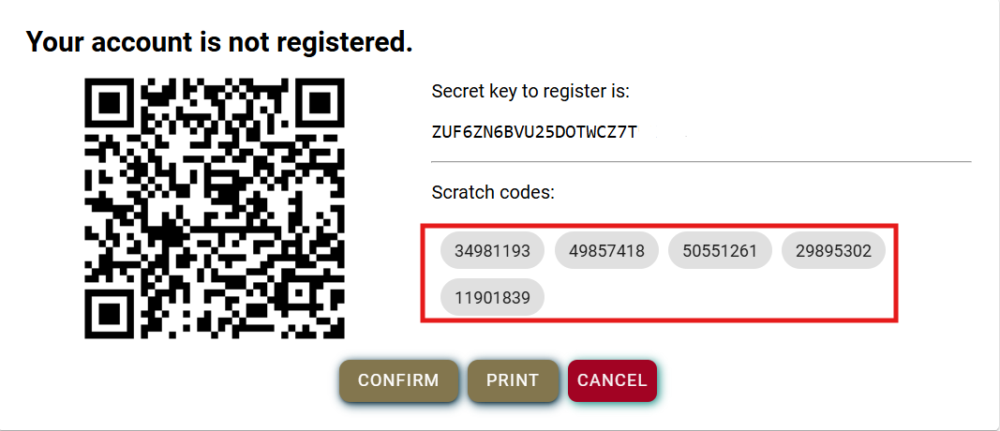 Your account is not registered.
Secret key to register is:
ZUF6ZN6BVU25DOTWCZ7T
Scratch codes:
34981193 49857418 50551261 29895302
11901839
CONFIRM PRINT CANCEL